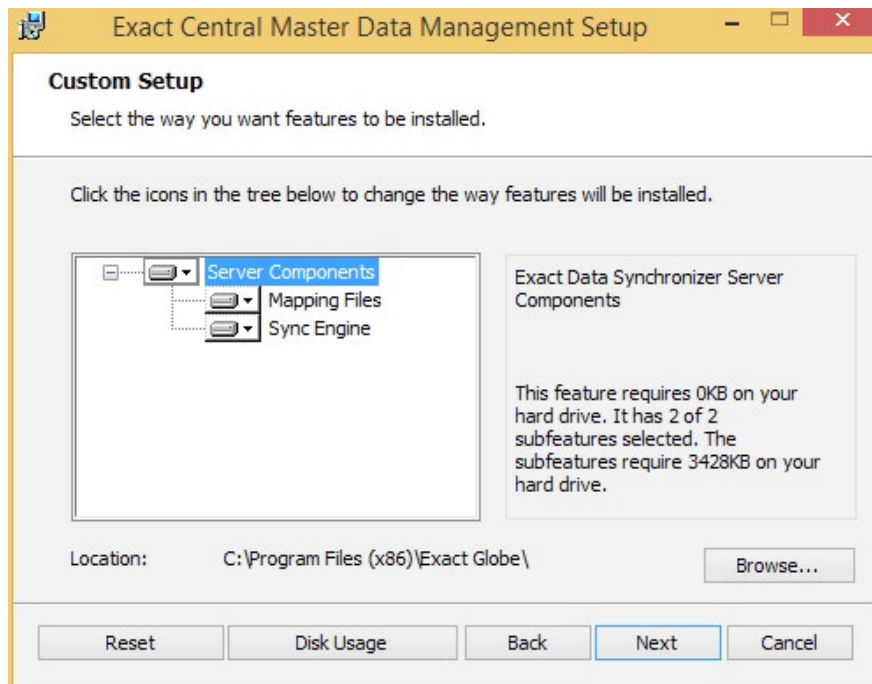 Exact Central Master Data Management Setup
Custom Setup
Select the way you want features to be installed.
Click the icons in the tree below to change the way features will be installed.
Server Components
Mapping Files
Sync Engine
Exact Data Synchronizer Server
Components
This feature requires 0KB on your
hard drive. It has 2 of 2
subfeatures selected. The
subfeatures require 3428KB on your
hard drive.
Location: C:\Program Files (x86)\Exact Globe\ Browse...
Reset Disk Usage Back Next Cancel